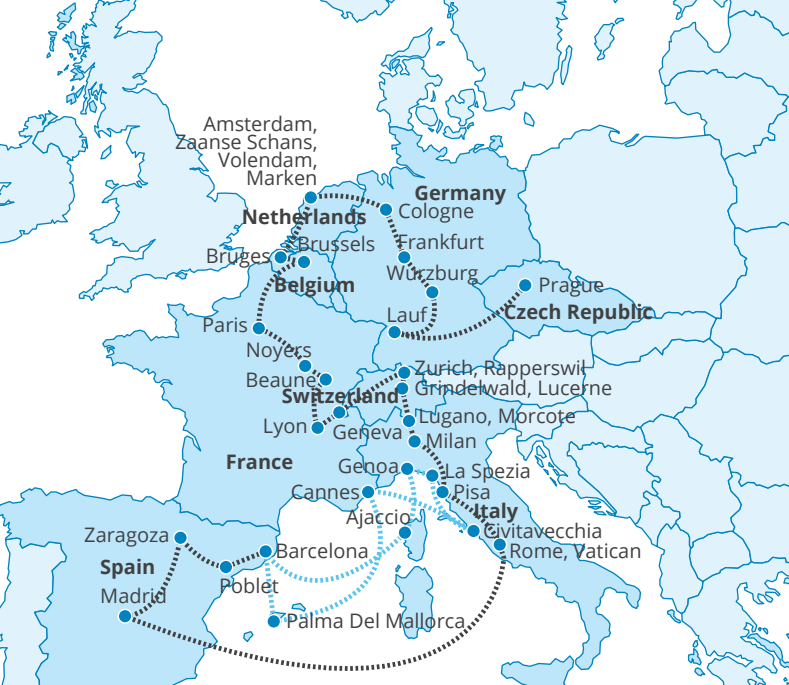 Amsterdam,
Zaanse Schans,
Volendam,
Marken
Germany
Cologne
Netherlands
Frankfurt
Brussels
Bruges
Würzburg
Belgium
Prague
Czech Republic
Lauf
Paris
Noyers
Zurich, Rapperswil
Beaune
Grindelwald, Lucerne
Switzerland
Lugano, Morcote
Lyon
Geneva
Milan
France
Genoa
La Spezia
Cannes
Pisa
Italy
Ajaccio
Civitavecchia
Zaragoza
Barcelona
Rome, Vatican
Spain
Poblet
Madrid
Palma Del Mallorca